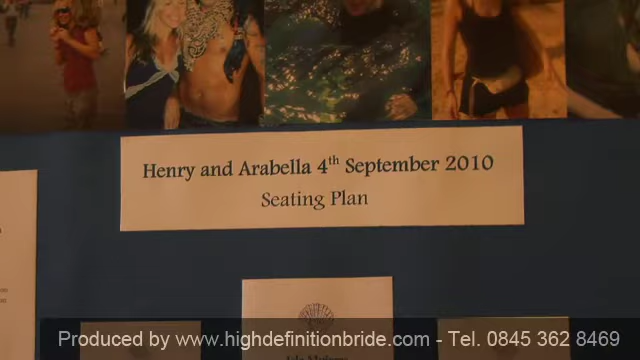 Henry and Arabella 4th September 2010
Seating Plan
Produced by www.highdefinitionbride.com - Tel. 0845 362 8469